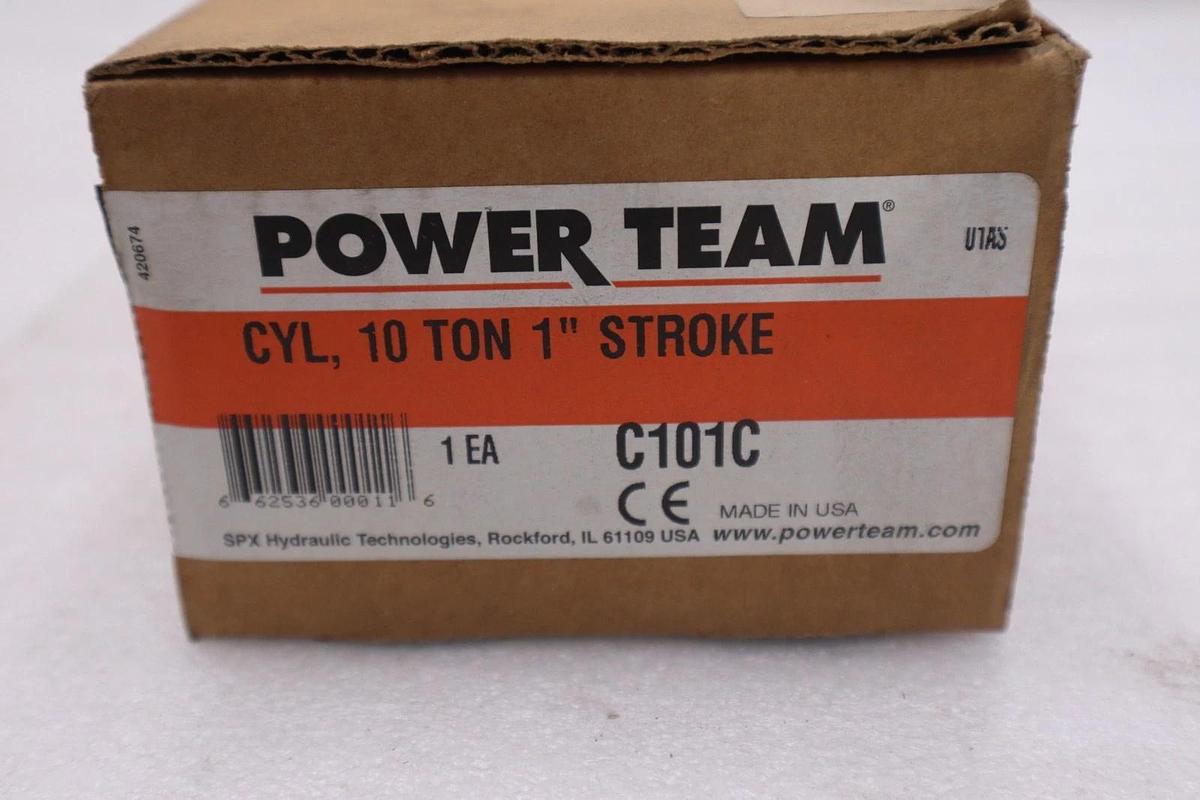 POWER TEAM®
420674
CYL, 10 TON 1" STROKE
1 EA
C101C
6 62536 00011 6
CE
MADE IN USA
SPX Hydraulic Technologies, Rockford, IL 61109 USA www.powerteam.com